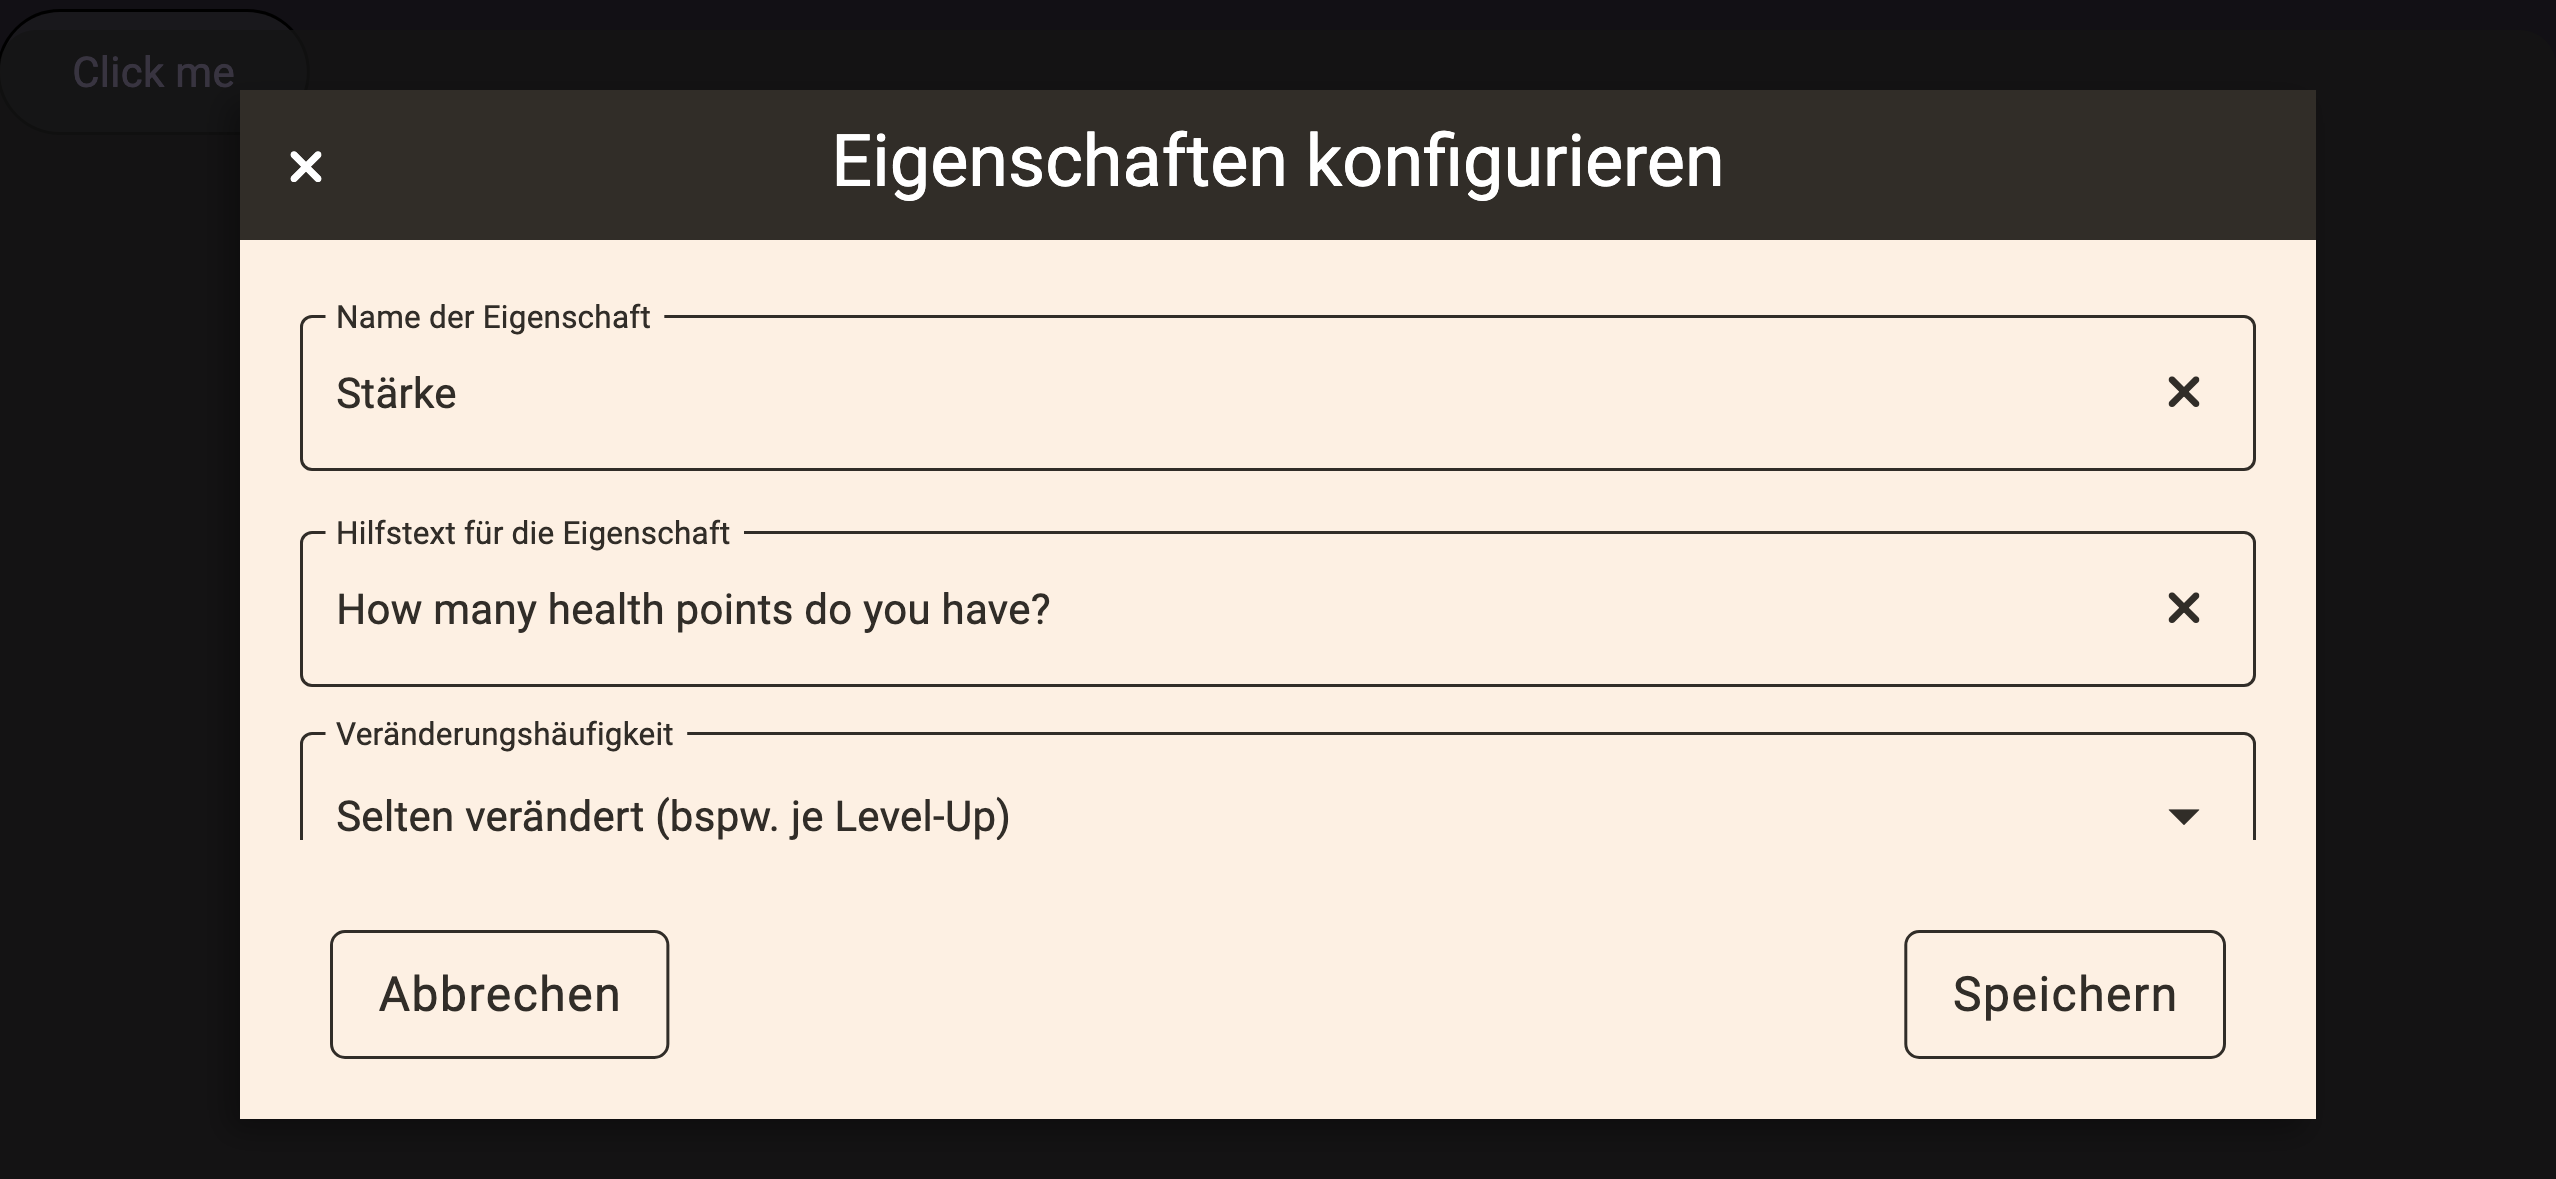 Click me
Eigenschaften konfigurieren
Name der Eigenschaft
Stärke
Hilfstext für die Eigenschaft
How many health points do you have?
Veränderungshäufigkeit
Selten verändert (bspw. je Level-Up)
Abbrechen
Speichern